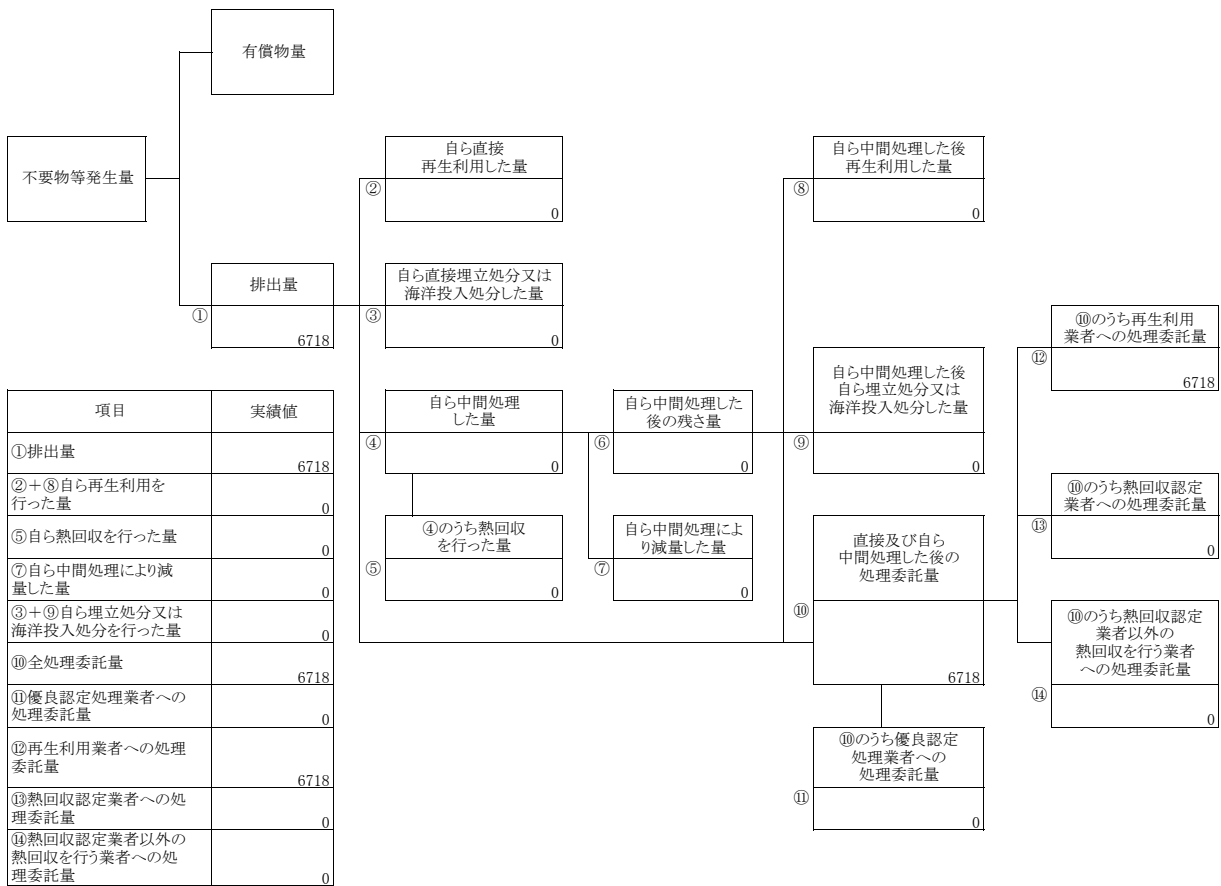 有償物量
不要物等発生量
排出量
①
6718
自ら直接
再生利用した量
②
0
自ら直接埋立処分又は
海洋投入処分した量
③
0
自ら中間処理
した量
④
0
④のうち熱回収
を行った量
⑤
0
自ら中間処理した
後の残さ量
⑥
0
自ら中間処理によ
り減量した量
⑦
0
自ら中間処理した後
再生利用した量
⑧
0
自ら中間処理した後
自ら埋立処分又は
海洋投入処分した量
⑨
0
直接及び自ら
中間処理した後の
処理委託量
⑩
6718
⑩のうち優良認定
処理業者への
処理委託量
⑪
0
⑩のうち再生利用
業者への処理委託量
⑫
6718
⑩のうち熱回収認定
業者への処理委託量
⑬
0
⑩のうち熱回収認定
業者以外の
熱回収を行う業者
への処理委託量
⑭
0
項目 実績値
①排出量
6718
②+⑧自ら再生利用を
行った量
0
⑤自ら熱回収を行った量
0
⑦自ら中間処理により減
量した量
0
③+⑨自ら埋立処分又は
海洋投入処分を行った量
0
⑩全処理委託量
6718
⑪優良認定処理業者への
処理委託量
0
⑫再生利用業者への処理
委託量
6718
⑬熱回収認定業者への処
理委託量
0
⑭熱回収認定業者以外の
熱回収を行う業者への処
理委託量
0